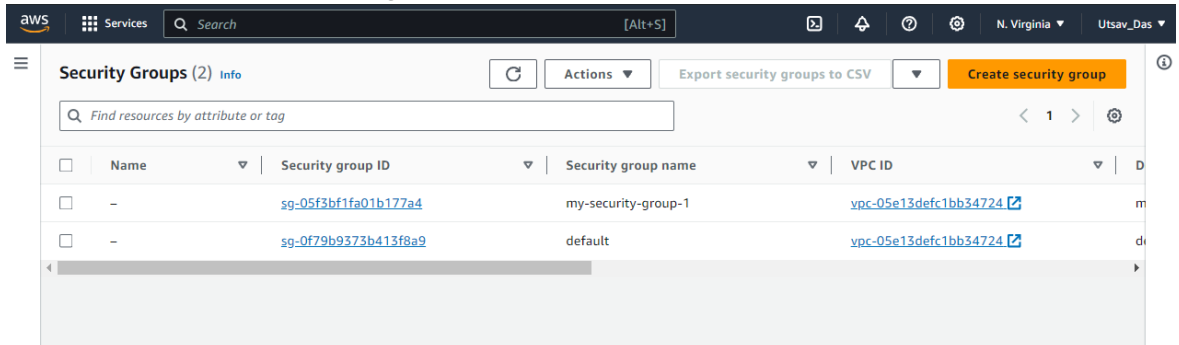 aws Services Search [Alt+S] N. Virginia Utsav_Das
Security Groups (2) Info Actions Export security groups to CSV Create security group
Find resources by attribute or tag 1
Name Security group ID Security group name VPC ID D
– sg-05f3bf1fa01b177a4 my-security-group-1 vpc-05e13defc1bb34724 m
– sg-0f79b9373b413f8a9 default vpc-05e13defc1bb34724 de